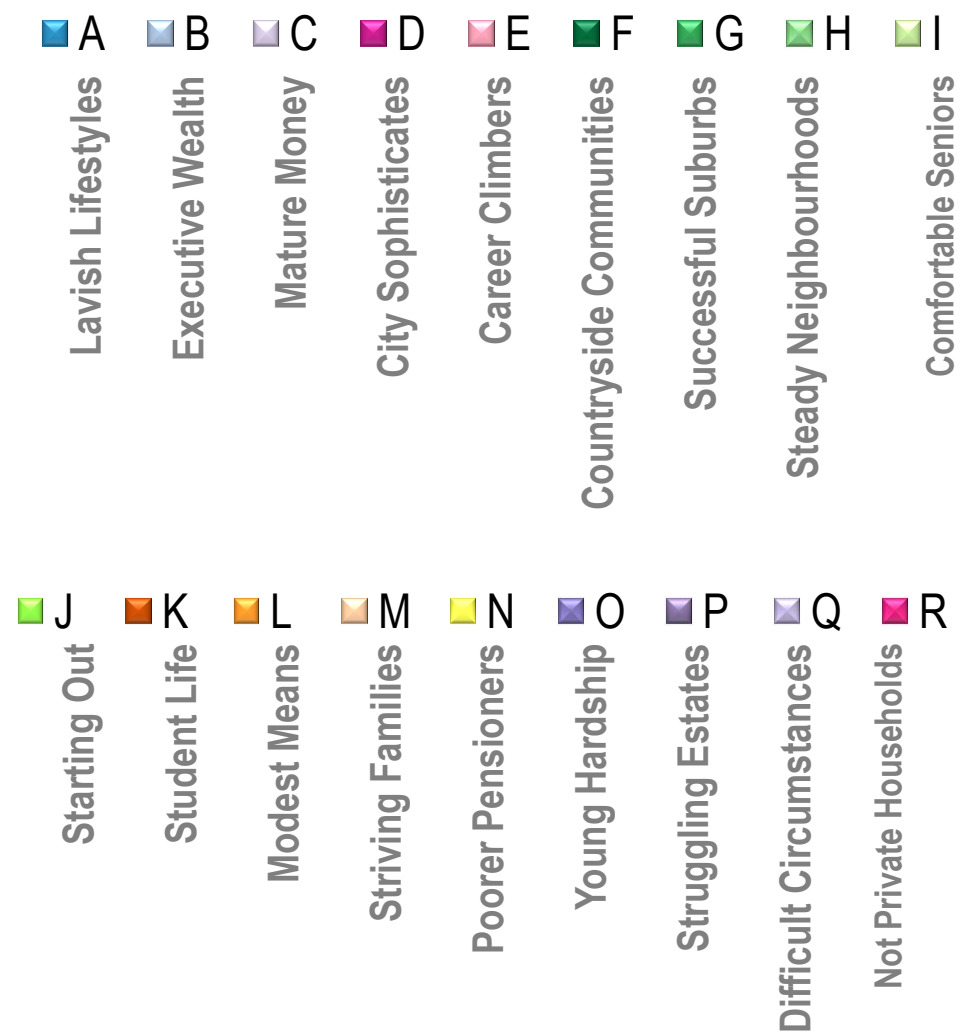 A B C D E F G H I
Lavish Lifestyles
Executive Wealth
Mature Money
City Sophisticates
Career Climbers
Countryside Communities
Successful Suburbs
Steady Neighbourhoods
Comfortable Seniors
J K L M N O P Q R
Starting Out
Student Life
Modest Means
Striving Families
Poorer Pensioners
Young Hardship
Struggling Estates
Difficult Circumstances
Not Private Households